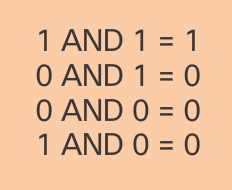 1 AND 1 = 1
0 AND 1 = 0
0 AND 0 = 0
1 AND 0 = 0